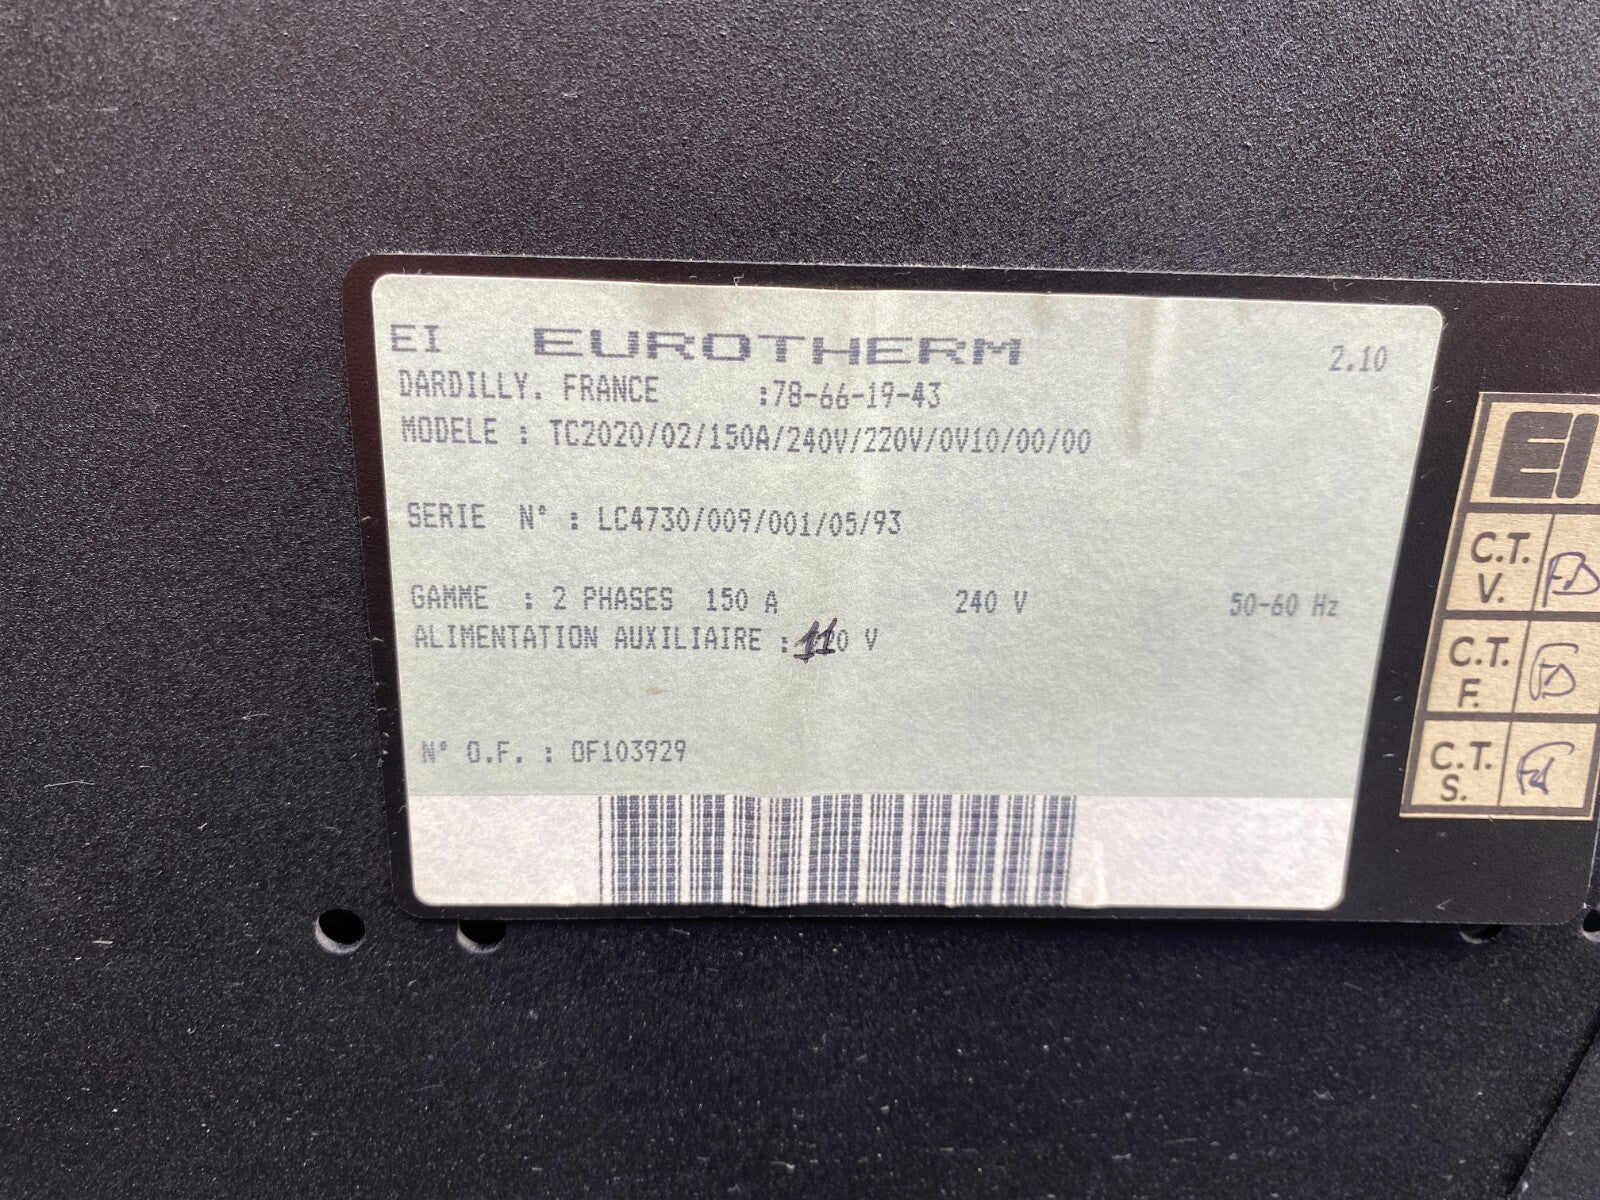 EI EUROTHERM 2.10
DARDILLY. FRANCE :78-66-19-43
MODELE : TC2020/02/150A/240V/220V/0V10/00/00
SERIE N° : LC4730/009/001/05/93
GAMME : 2 PHASES 150 A 240 V 50-60 Hz
ALIMENTATION AUXILIAIRE : 110 V
N° O.F. : OF103929
EI
C.T. V.
C.T. F.
C.T. S.